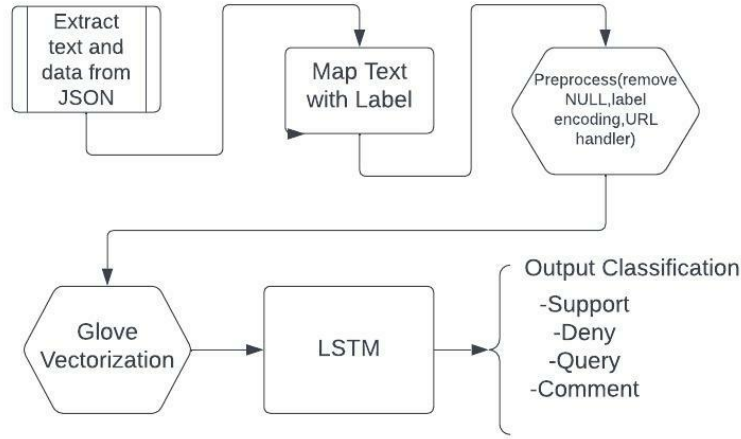 Extract
text and
data from
JSON
Map Text
with Label
Preprocess(remove
NULL,label
encoding,URL
handler)
Glove
Vectorization
LSTM
Output Classification
-Support
-Deny
-Query
-Comment